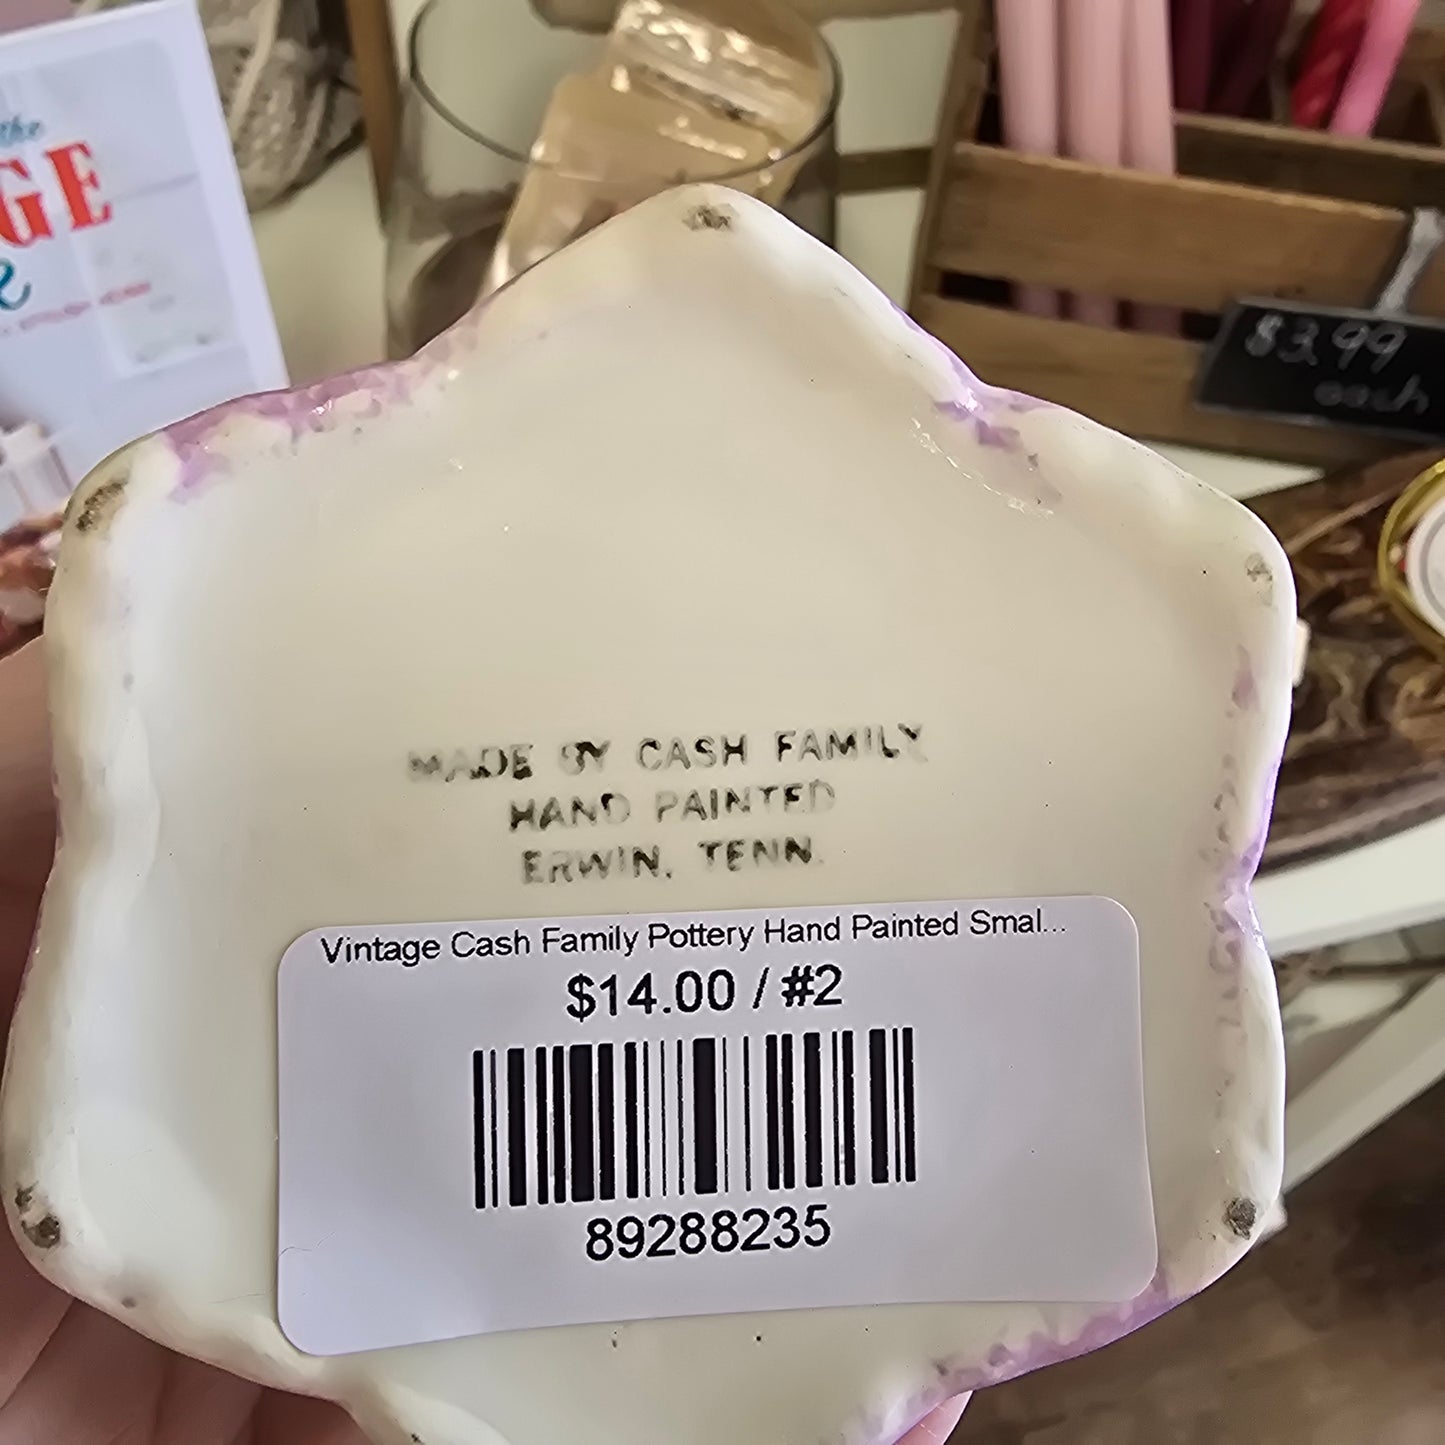 the
GE
$3.99
each
MADE BY CASH FAMILY
HAND PAINTED
ERWIN, TENN.
Vintage Cash Family Pottery Hand Painted Smal...
$14.00 / #2
89288235